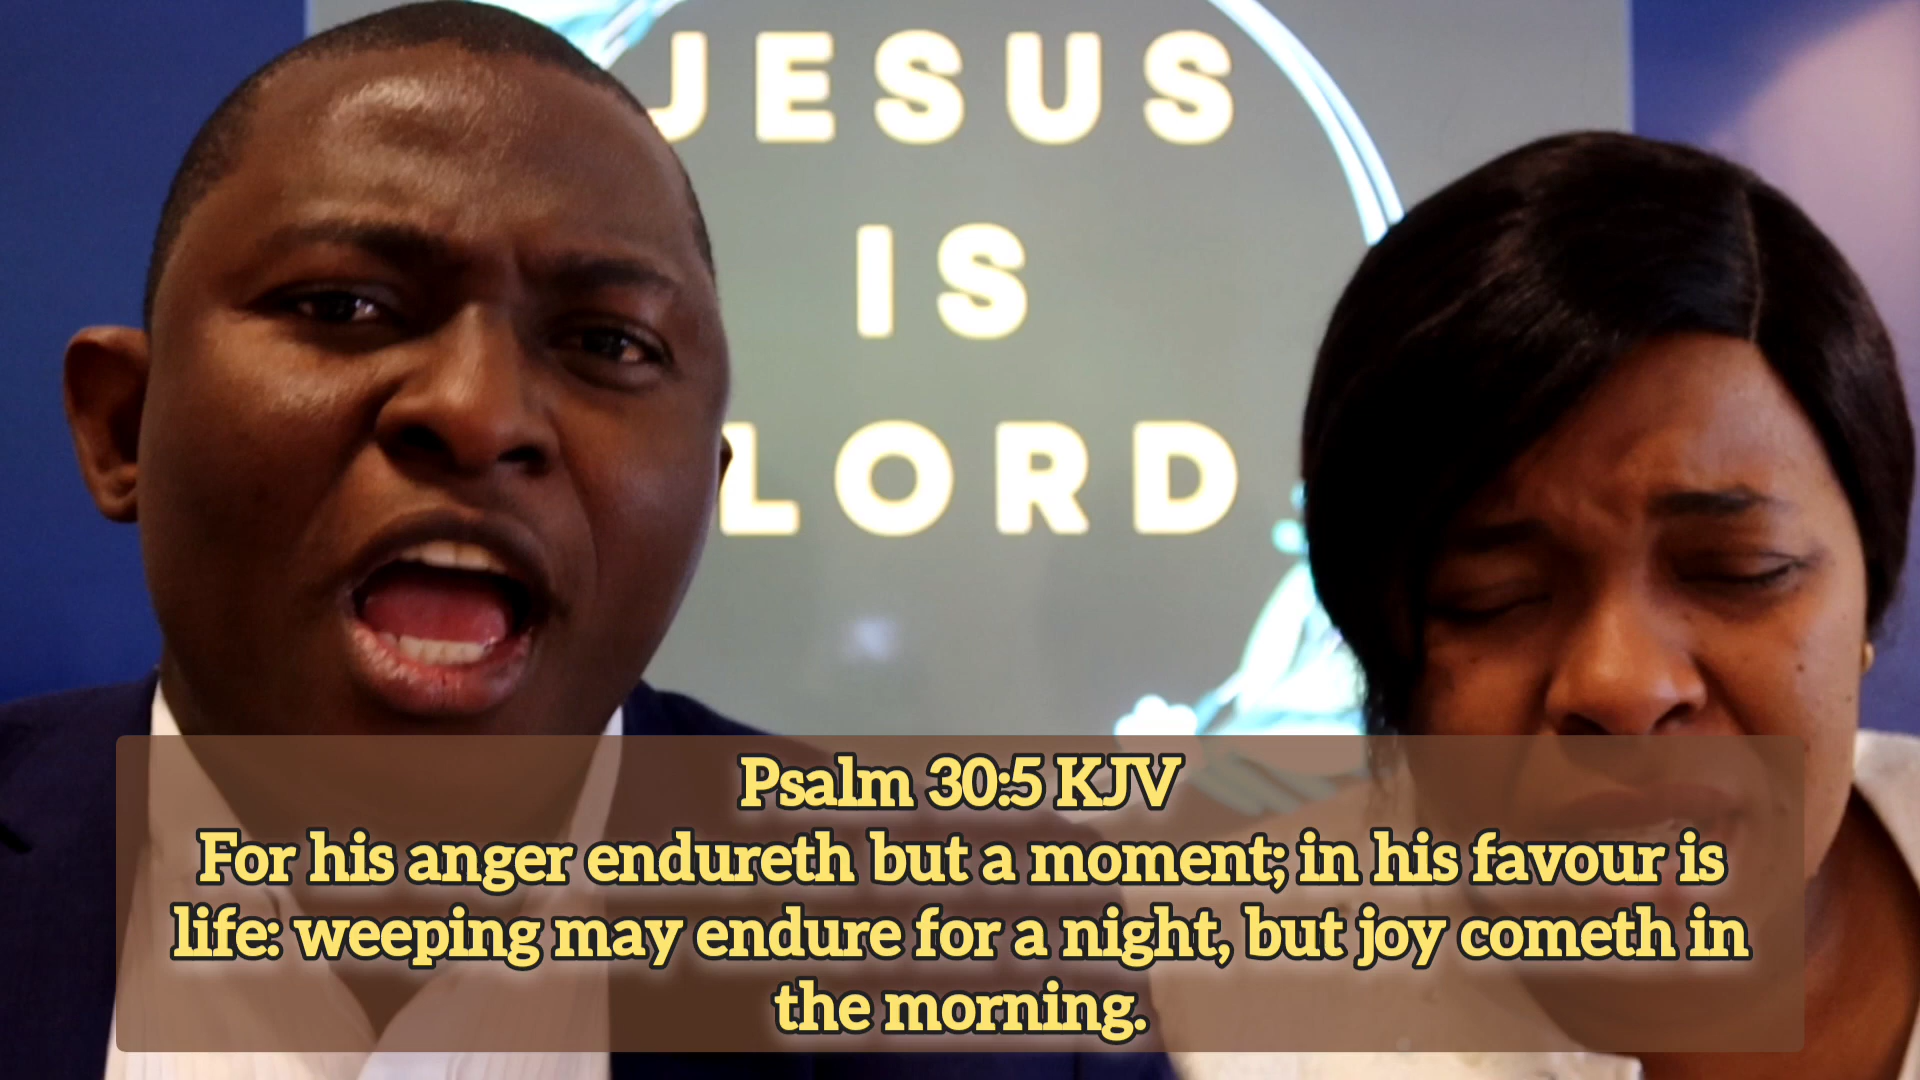 JESUS
IS
LORD
Psalm 30:5 KJV
For his anger endureth but a moment; in his favour is
life: weeping may endure for a night, but joy cometh in
the morning.